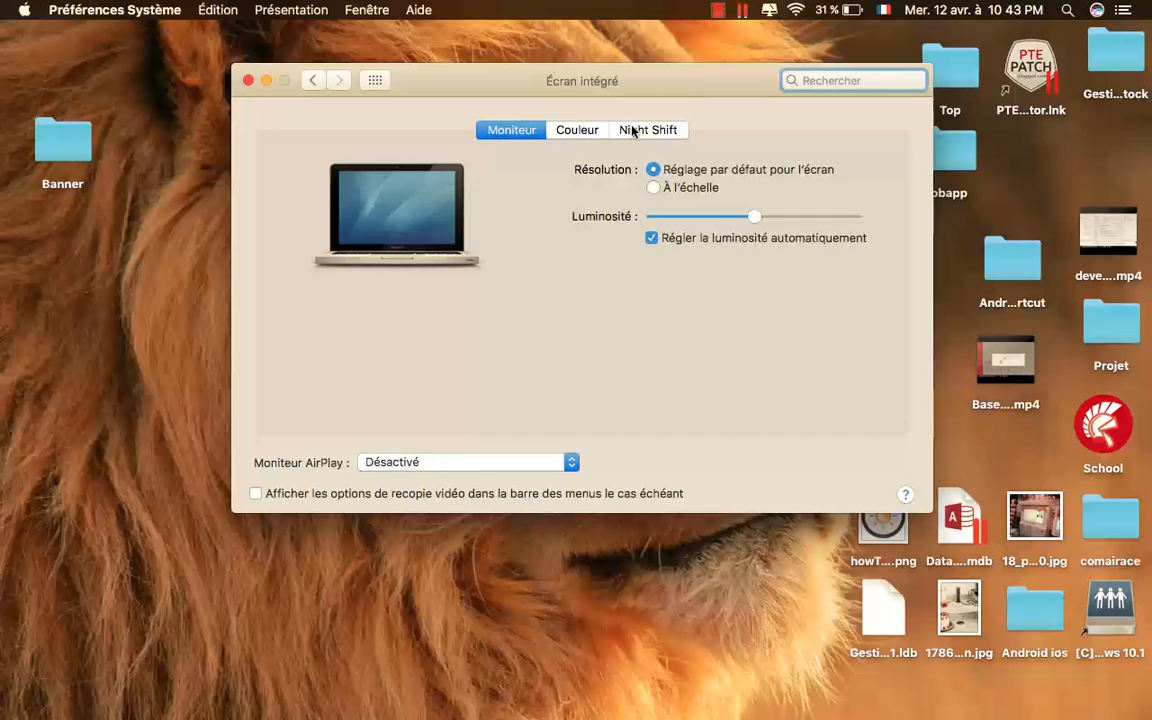 Préférences Système Édition Présentation Fenêtre Aide 31 % Mer. 12 avr. à 10 43 PM
Écran intégré
Rechercher
Moniteur Couleur Night Shift
Résolution : Réglage par défaut pour l'écran
À l'échelle
Luminosité :
Régler la luminosité automatiquement
Moniteur AirPlay : Désactivé
Afficher les options de recopie vidéo dans la barre des menus le cas échéant
?
Banner
PTE
PATCH
Top
PTE...tor.lnk
Gesti...tock
obapp
deve....mp4
Andr...rtcut
Projet
Base....mp4
School
howT....png
Data....mdb
18_p...0.jpg
comairace
Gesti...1.ldb
1786...n.jpg
Android ios
[C]...ws 10.1